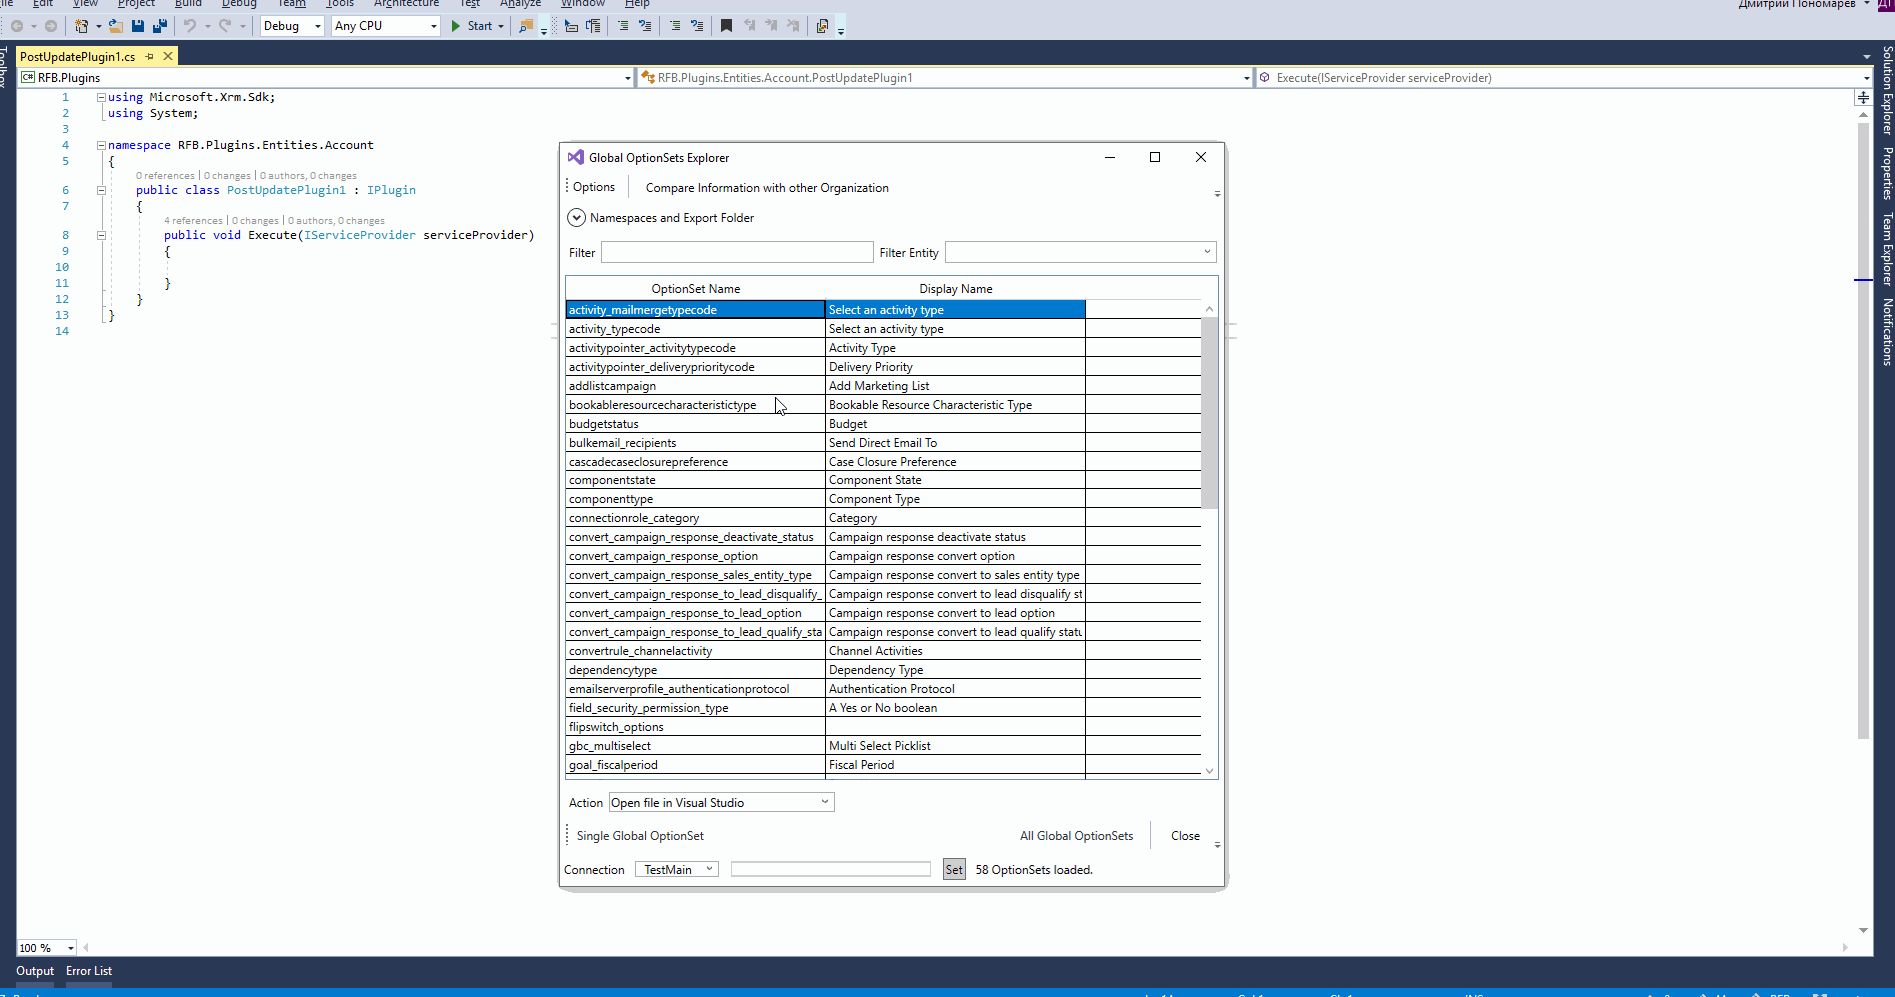 Edit View Project Build Debug Team Tools Architecture Test Analyze Window Help Дмитрий Пономарев
Debug Any CPU Start
PostUpdatePlugin1.cs
RFB.Plugins RFB.Plugins.Entities.Account.PostUpdatePlugin1 Execute(IServiceProvider serviceProvider)
1 using Microsoft.Xrm.Sdk;
2 using System;
3
4 namespace RFB.Plugins.Entities.Account
5 {
0 references | 0 changes | 0 authors, 0 changes
6 public class PostUpdatePlugin1 : IPlugin
7 {
4 references | 0 changes | 0 authors, 0 changes
8 public void Execute(IServiceProvider serviceProvider)
9 {
10
11 }
12 }
13 }
14
Global OptionSets Explorer
Options Compare Information with other Organization
Namespaces and Export Folder
Filter Filter Entity
OptionSet Name Display Name
activity_mailmergetypecode Select an activity type
activity_typecode Select an activity type
activitypointer_activitytypecode Activity Type
activitypointer_deliveryprioritycode Delivery Priority
addlistcampaign Add Marketing List
bookableresourcecharacteristictype Bookable Resource Characteristic Type
budgetstatus Budget
bulkemail_recipients Send Direct Email To
cascadecaseclosurepreference Case Closure Preference
componentstate Component State
componenttype Component Type
connectionrole_category Category
convert_campaign_response_deactivate_status Campaign response deactivate status
convert_campaign_response_option Campaign response convert option
convert_campaign_response_sales_entity_type Campaign response convert to sales entity type
convert_campaign_response_to_lead_disqualify_ Campaign response convert to lead disqualify st
convert_campaign_response_to_lead_option Campaign response convert to lead option
convert_campaign_response_to_lead_qualify_sta Campaign response convert to lead qualify statu
convertrule_channelactivity Channel Activities
dependencytype Dependency Type
emailserverprofile_authenticationprotocol Authentication Protocol
field_security_permission_type A Yes or No boolean
flipswitch_options
gbc_multiselect Multi Select Picklist
goal_fiscalperiod Fiscal Period
Action Open file in Visual Studio
Single Global OptionSet All Global OptionSets Close
Connection TestMain Set 58 OptionSets loaded.
100 %
Output Error List
Toolbox
Solution Explorer
Properties
Team Explorer
Notifications